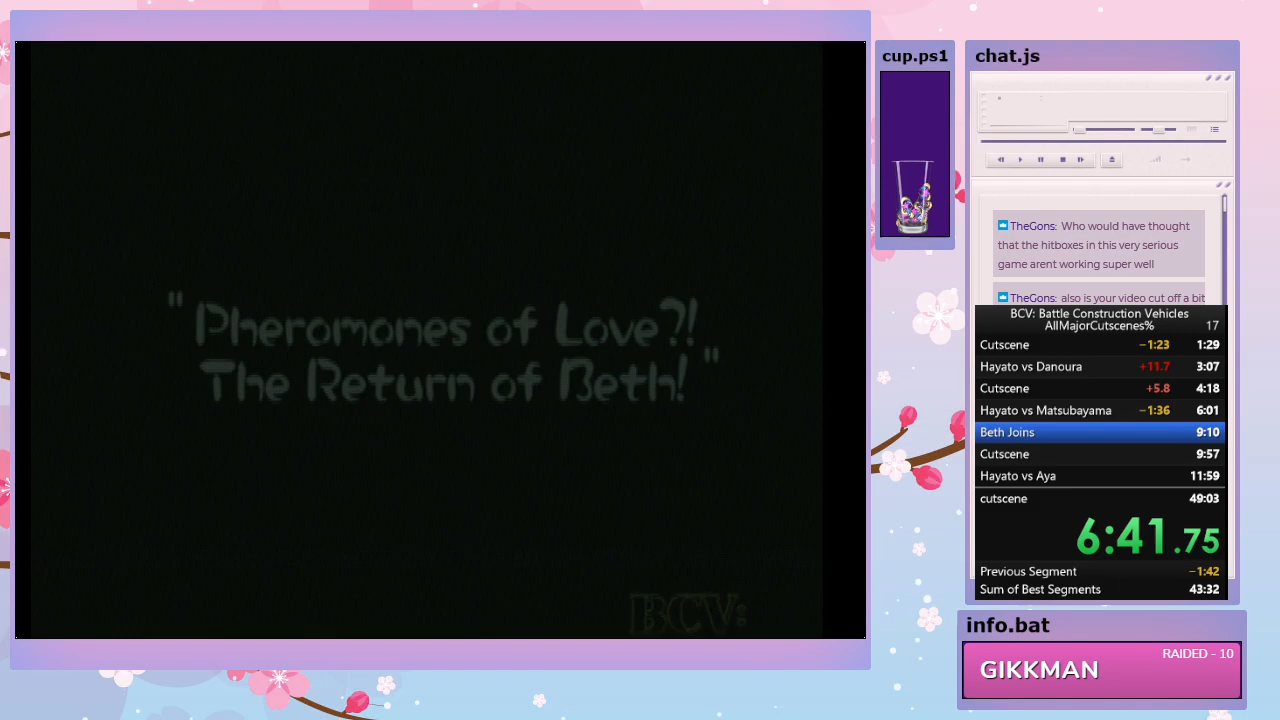 cup.ps1
chat.js
TheGons: Who would have thought
that the hitboxes in this very serious
game arent working super well
TheGons: also is your video cut off a bit
" Pheromones of Love?!
The Return of Beth! "
BCV:
BCV: Battle Construction Vehicles
AllMajorCutscenes% 17
Cutscene −1:23 1:29
Hayato vs Danoura +11.7 3:07
Cutscene +5.8 4:18
Hayato vs Matsubayama −1:36 6:01
Beth Joins 9:10
Cutscene 9:57
Hayato vs Aya 11:59
cutscene 49:03
6:41.75
Previous Segment −1:42
Sum of Best Segments 43:32
info.bat
RAIDED - 10
GIKKMAN